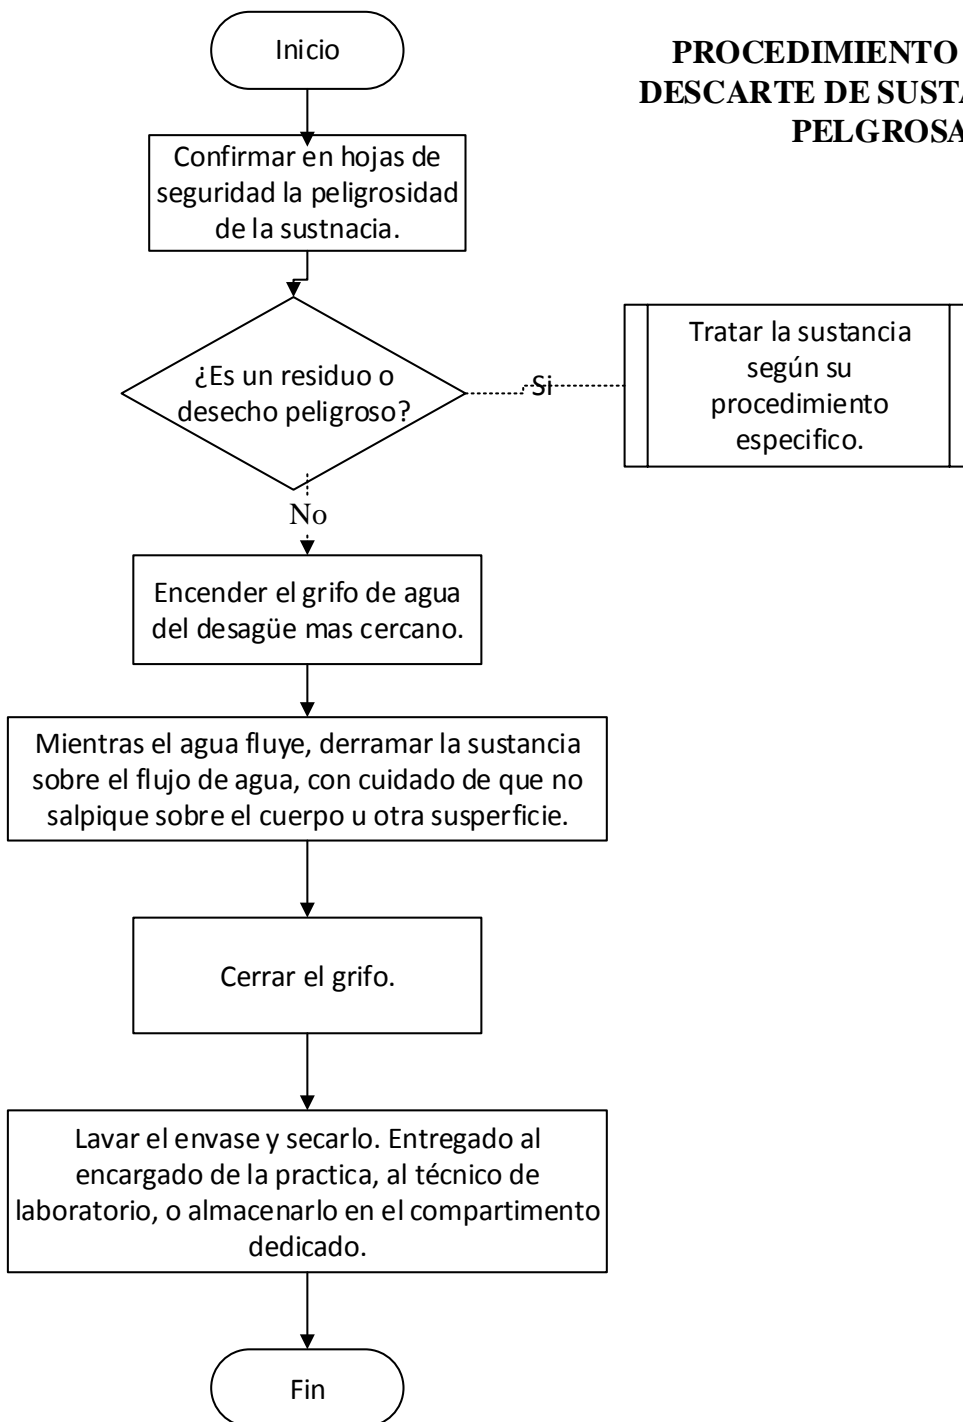 Inicio
PROCEDIMIENTO
DESCARTE DE SUSTA
PELGROSA
Confirmar en hojas de
seguridad la peligrosidad
de la sustnacia.
¿Es un residuo o
desecho peligroso?
Si
Tratar la sustancia
según su
procedimiento
especifico.
No
Encender el grifo de agua
del desagüe mas cercano.
Mientras el agua fluye, derramar la sustancia
sobre el flujo de agua, con cuidado de que no
salpique sobre el cuerpo u otra susperficie.
Cerrar el grifo.
Lavar el envase y secarlo. Entregado al
encargado de la practica, al técnico de
laboratorio, o almacenarlo en el compartimento
dedicado.
Fin